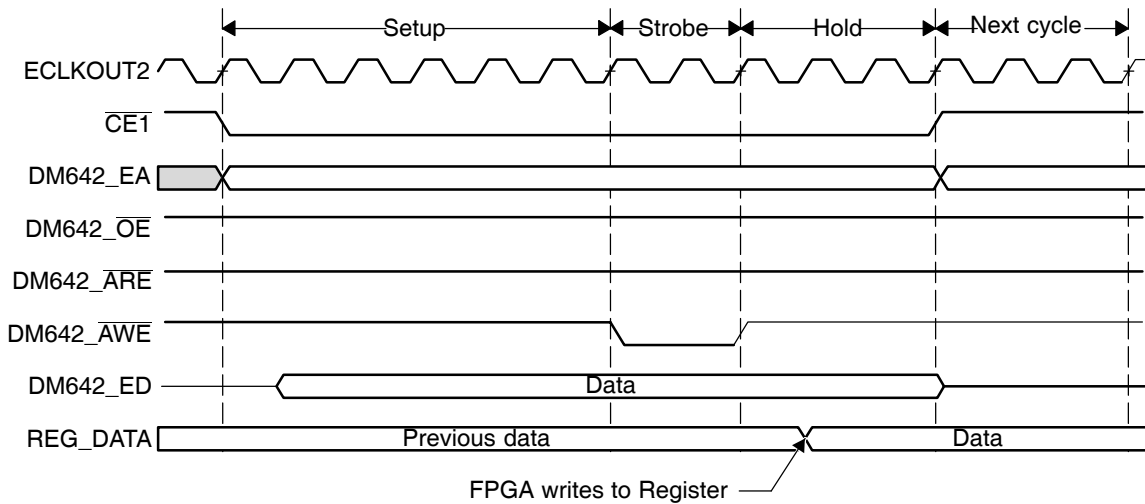 Setup Strobe Hold Next cycle
ECLKOUT2
CE1
DM642_EA
DM642_OE
DM642_ARE
DM642_AWE
DM642_ED Data
REG_DATA Previous data Data
FPGA writes to Register